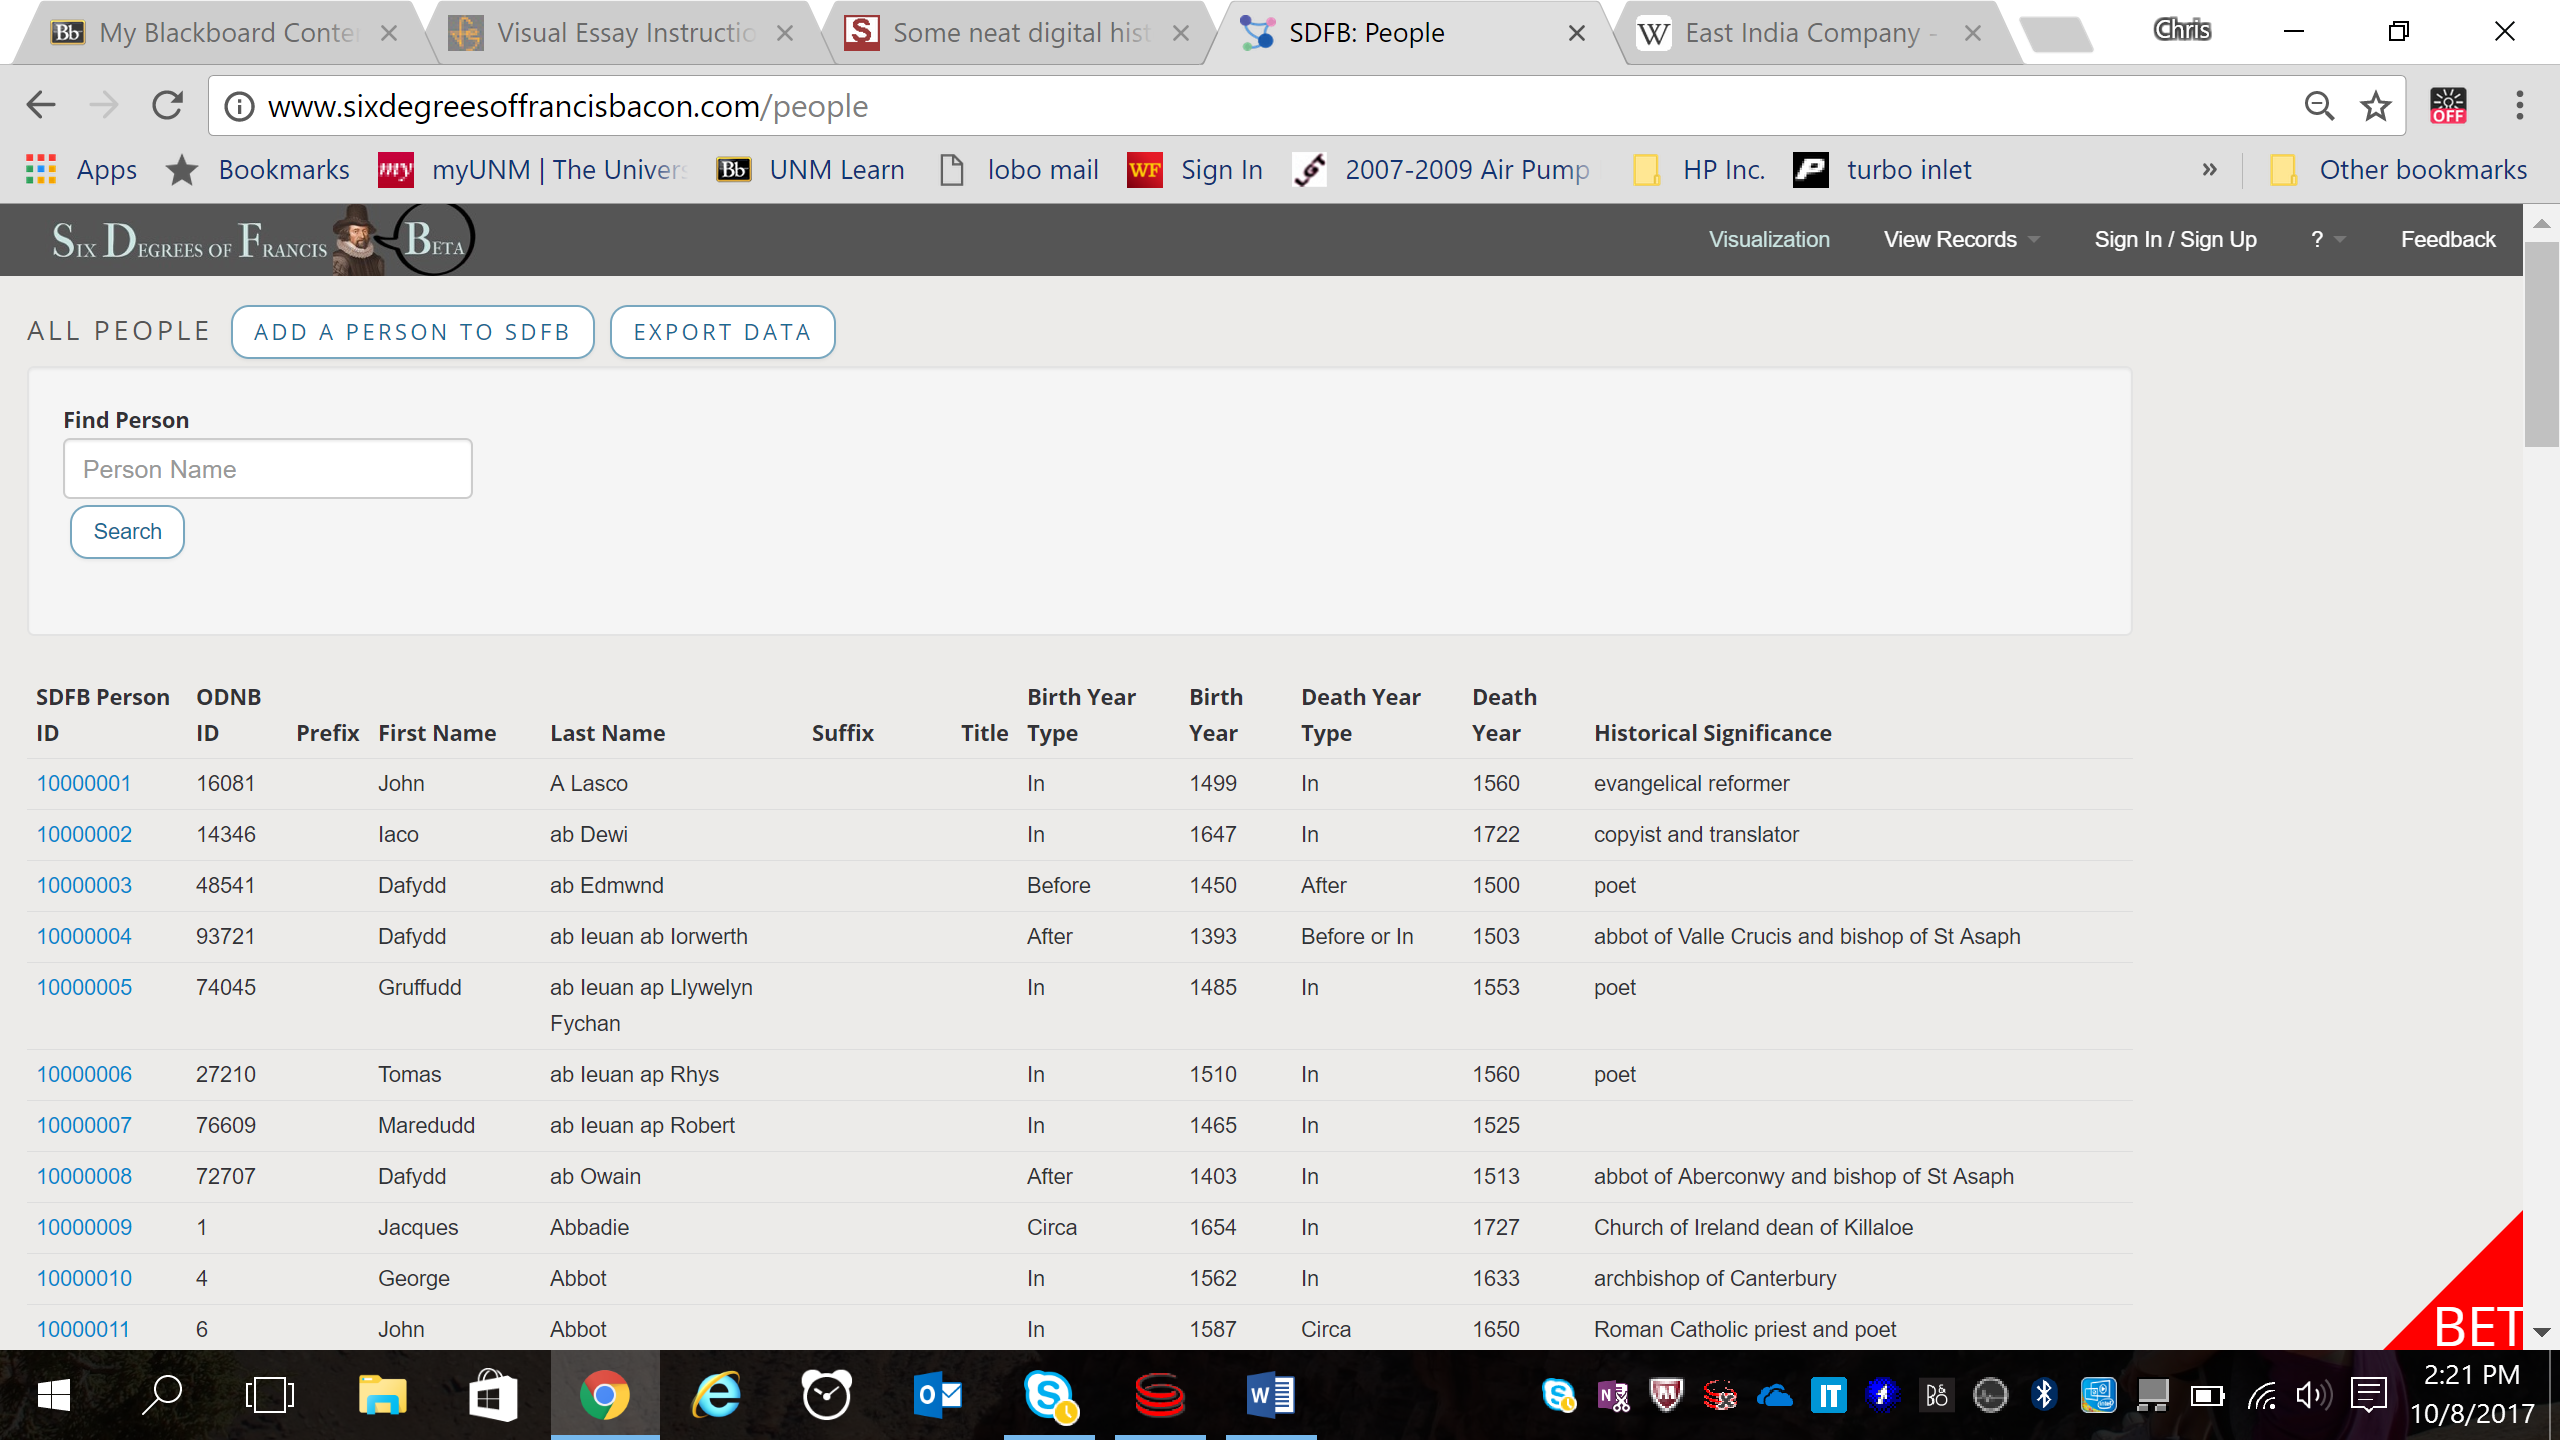 My Blackboard Conte
Visual Essay Instructio
Some neat digital hist
SDFB: People
East India Company -
Chris
www.sixdegreesoffrancisbacon.com/people
OFF
Apps
Bookmarks
my
myUNM | The Univers
Bb
UNM Learn
lobo mail
WF
Sign In
2007-2009 Air Pump
HP Inc.
turbo inlet
»
Other bookmarks
SIX DEGREES OF FRANCIS
BETA
Visualization
View Records
Sign In / Sign Up
?
Feedback
ALL PEOPLE
ADD A PERSON TO SDFB
EXPORT DATA
Find Person
Person Name
Search
SDFB Person ID ODNB ID Prefix First Name Last Name Suffix Title Birth Year Type Birth Year Death Year Type Death Year Historical Significance
10000001 16081 John A Lasco In 1499 In 1560 evangelical reformer
10000002 14346 Iaco ab Dewi In 1647 In 1722 copyist and translator
10000003 48541 Dafydd ab Edmwnd Before 1450 After 1500 poet
10000004 93721 Dafydd ab Ieuan ab Iorwerth After 1393 Before or In 1503 abbot of Valle Crucis and bishop of St Asaph
10000005 74045 Gruffudd ab Ieuan ap Llywelyn Fychan In 1485 In 1553 poet
10000006 27210 Tomas ab Ieuan ap Rhys In 1510 In 1560 poet
10000007 76609 Maredudd ab Ieuan ap Robert In 1465 In 1525
10000008 72707 Dafydd ab Owain After 1403 In 1513 abbot of Aberconwy and bishop of St Asaph
10000009 1 Jacques Abbadie Circa 1654 In 1727 Church of Ireland dean of Killaloe
10000010 4 George Abbot In 1562 In 1633 archbishop of Canterbury
10000011 6 John Abbot In 1587 Circa 1650 Roman Catholic priest and poet
BET
2:21 PM
10/8/2017